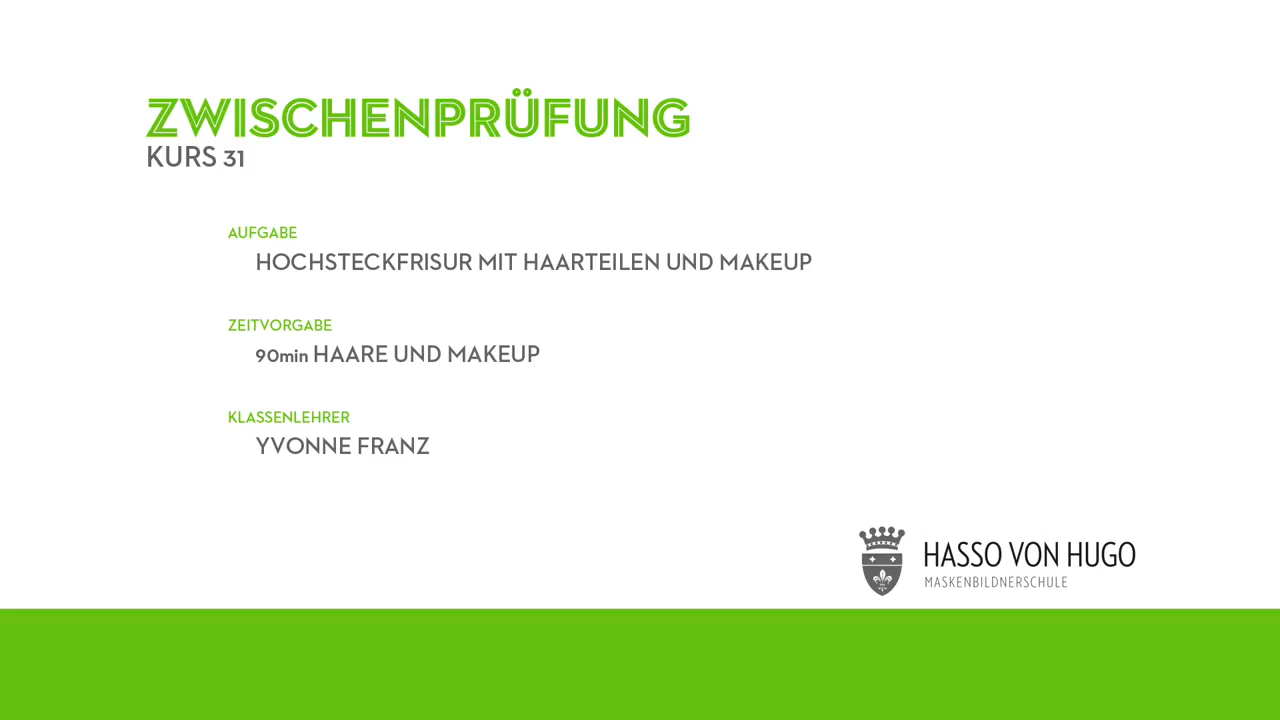 ZWISCHENPRÜFUNG
KURS 31
AUFGABE
HOCHSTECKFRISUR MIT HAARTEILEN UND MAKEUP
ZEITVORGABE
90min HAARE UND MAKEUP
KLASSENLEHRER
YVONNE FRANZ
HASSO VON HUGO
MASKENBILDNERSCHULE